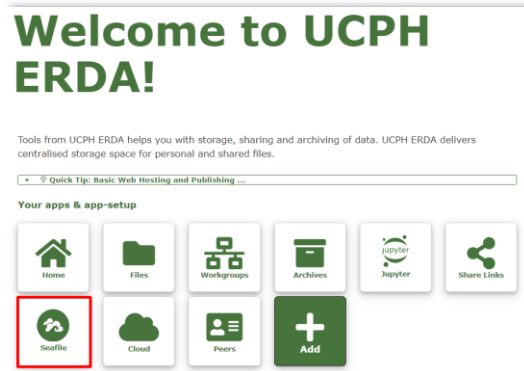 Welcome to UCPH
ERDA!
Tools from UCPH ERDA helps you with storage, sharing and archiving of data. UCPH ERDA delivers
centralised storage space for personal and shared files.
Quick Tip: Basic Web Hosting and Publishing ...
Your apps & app-setup
Home
Files
Workgroups
Archives
jupyter
Jupyter
Share Links
Seafile
Cloud
Peers
Add